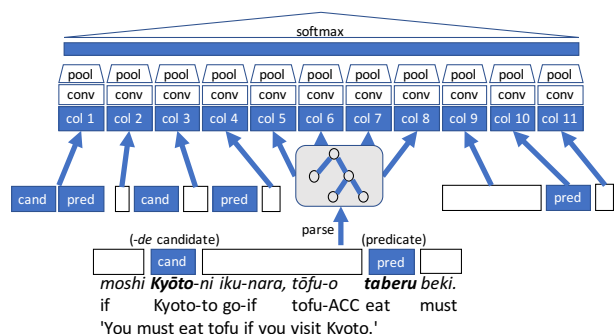 softmax
pool pool pool pool pool pool pool pool pool pool pool
conv conv conv conv conv conv conv conv conv conv conv
col 1 col 2 col 3 col 4 col 5 col 6 col 7 col 8 col 9 col 10 col 11
cand pred cand pred pred
parse
(-de candidate) (predicate)
cand pred
moshi Kyōto-ni iku-nara, tōfu-o taberu beki.
if Kyoto-to go-if tofu-ACC eat must
'You must eat tofu if you visit Kyoto.'